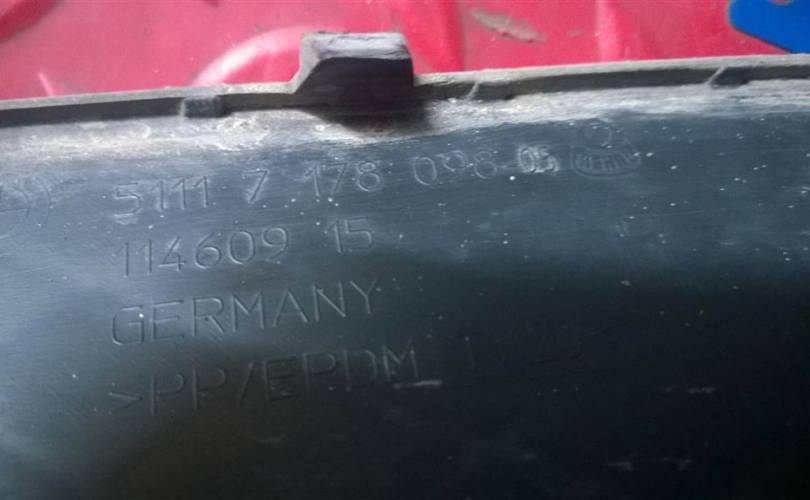 5111 7 178 098 05
114609 15
GERMANY
>PP/EPDM T